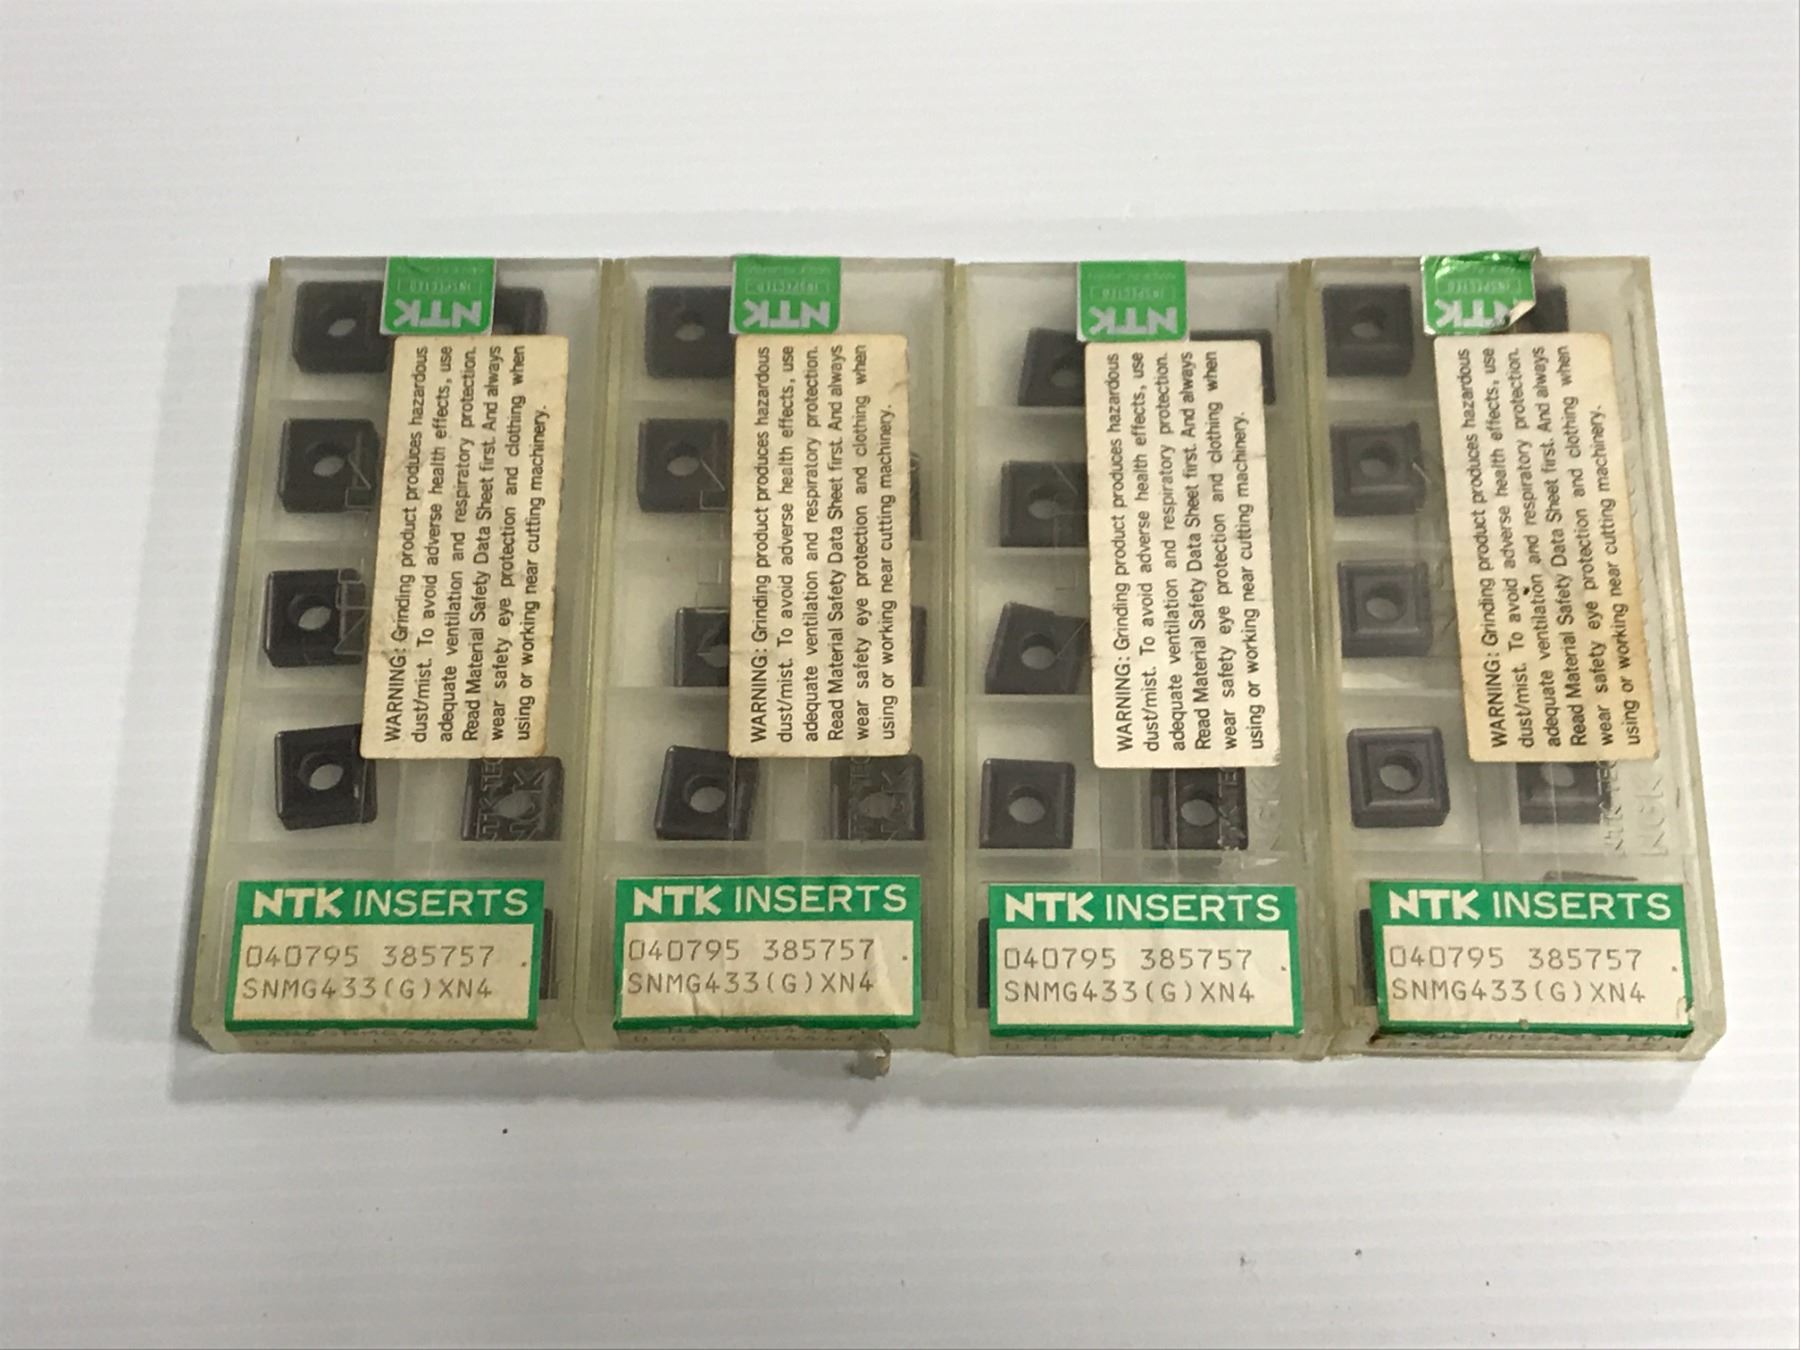 NTK
INSPECTED
WARNING: Grinding product produces hazardous
dust/mist. To avoid adverse health effects, use
adequate ventilation and respiratory protection.
Read Material Safety Data Sheet first. And always
wear safety eye protection and clothing when
using or working near cutting machinery.
NTK INSERTS
040795 385757 .
SNMG433(G)XN4
NTK
INSPECTED
WARNING: Grinding product produces hazardous
dust/mist. To avoid adverse health effects, use
adequate ventilation and respiratory protection.
Read Material Safety Data Sheet first. And always
wear safety eye protection and clothing when
using or working near cutting machinery.
NGK
NTK INSERTS
040795 385757 .
SNMG433(G)XN4
NTK
INSPECTED
WARNING: Grinding product produces hazardous
dust/mist. To avoid adverse health effects, use
adequate ventilation and respiratory protection.
Read Material Safety Data Sheet first. And always
wear safety eye protection and clothing when
using or working near cutting machinery.
NGK
NTK INSERTS
040795 385757 .
SNMG433(G)XN4
NTK
INSPECTED
WARNING: Grinding product produces hazardous
dust/mist. To avoid adverse health effects, use
adequate ventilation and respiratory protection.
Read Material Safety Data Sheet first. And always
wear safety eye protection and clothing when
using or working near cutting machinery.
NGK
NTK INSERTS
040795 385757 .
SNMG433(G)XN4